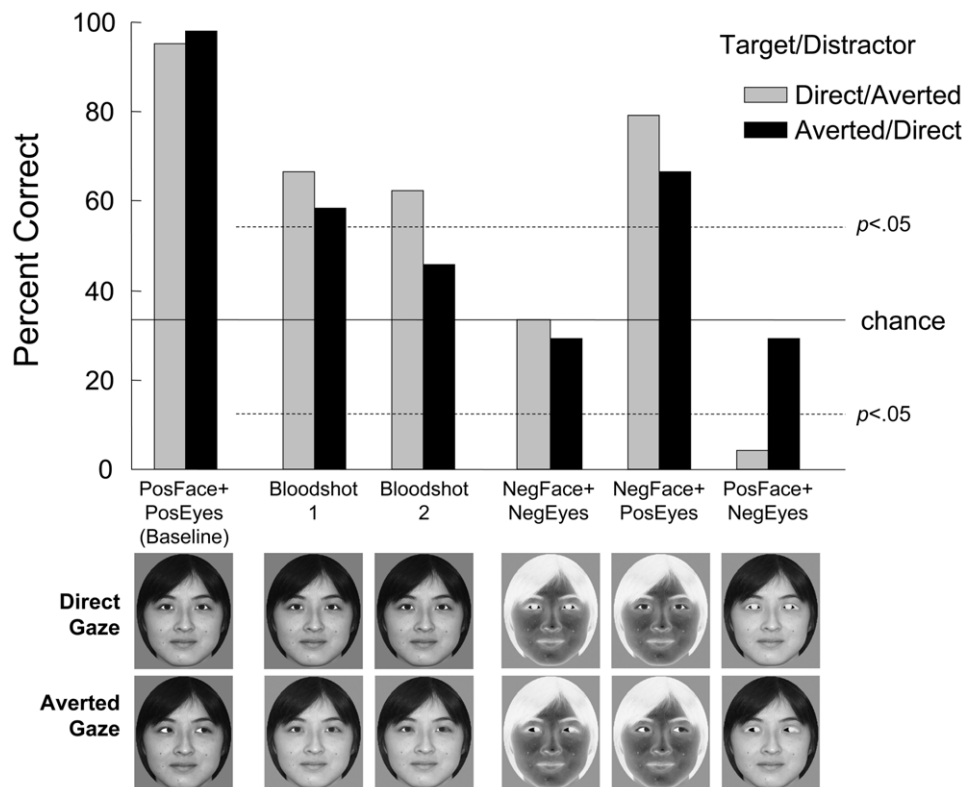 100
80
60
40
20
0
Percent Correct
Target/Distractor
Direct/Averted
Averted/Direct
p<.05
chance
p<.05
PosFace+
PosEyes
(Baseline)
Bloodshot
1
Bloodshot
2
NegFace+
NegEyes
NegFace+
PosEyes
PosFace+
NegEyes
Direct
Gaze
Averted
Gaze